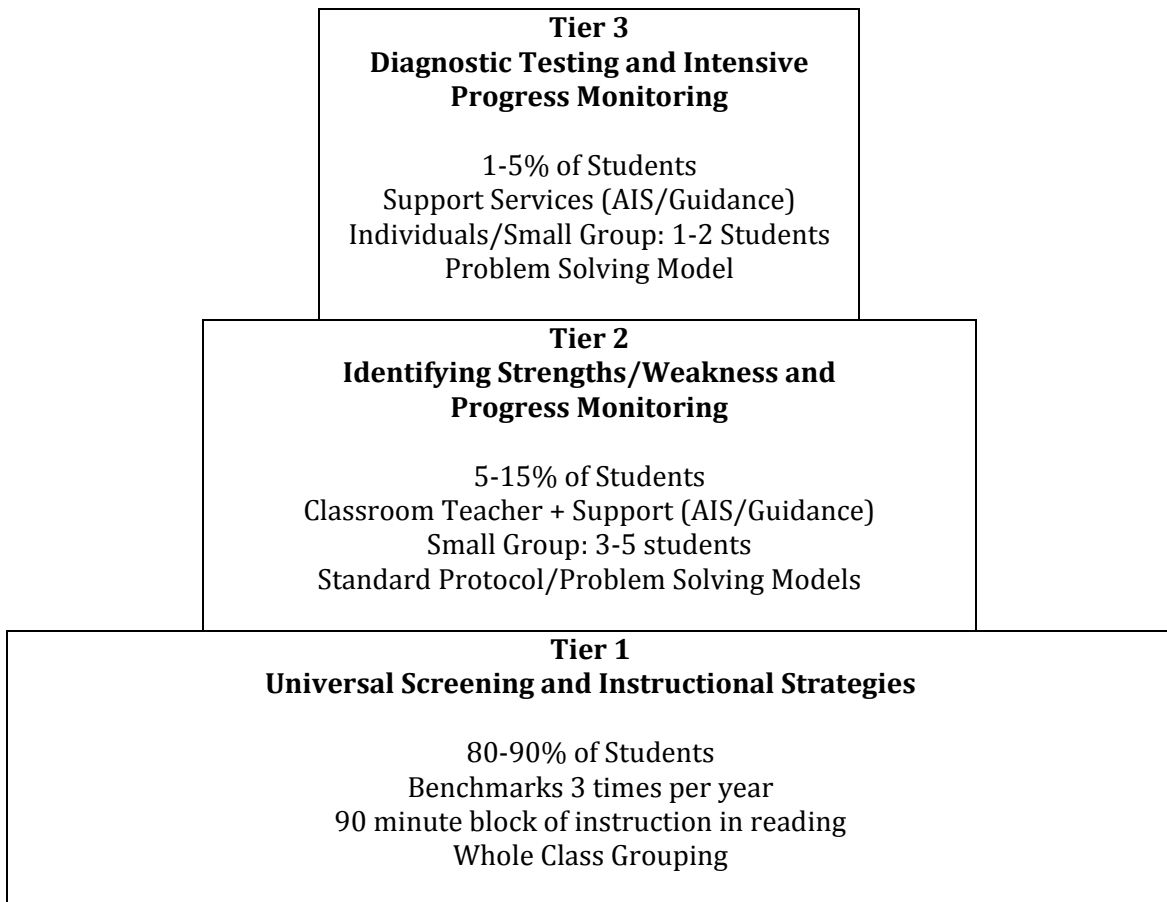 Tier 3
Diagnostic Testing and Intensive
Progress Monitoring
1-5% of Students
Support Services (AIS/Guidance)
Individuals/Small Group: 1-2 Students
Problem Solving Model
Tier 2
Identifying Strengths/Weakness and
Progress Monitoring
5-15% of Students
Classroom Teacher + Support (AIS/Guidance)
Small Group: 3-5 students
Standard Protocol/Problem Solving Models
Tier 1
Universal Screening and Instructional Strategies
80-90% of Students
Benchmarks 3 times per year
90 minute block of instruction in reading
Whole Class Grouping